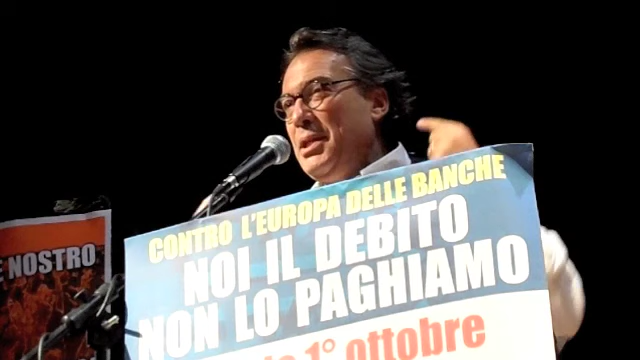 CONTRO L'EUROPA DELLE BANCHE
NOI IL DEBITO
NON LO PAGHIAMO
1° ottobre
NOSTRO